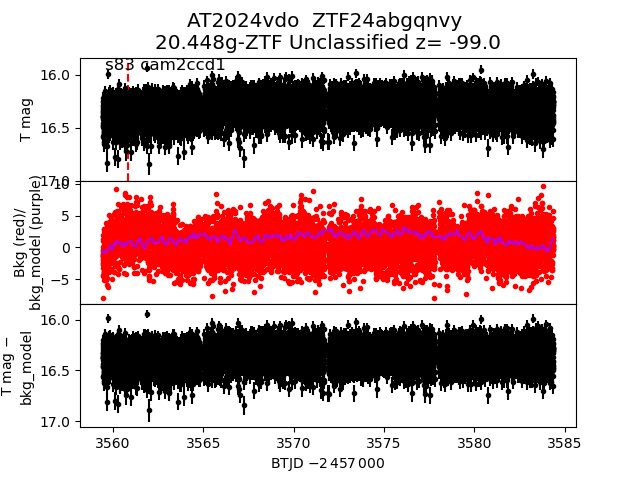 AT2024vdo  ZTF24abgqnvy
20.448g-ZTF Unclassified z= -99.0
s83 cam2ccd1
16.0
16.5
17.0
T mag
10
5
0
−5
Bkg (red)/
bkg_model (purple)
16.0
16.5
17.0
T mag −
bkg_model
3560
3565
3570
3575
3580
3585
BTJD −2 457 000